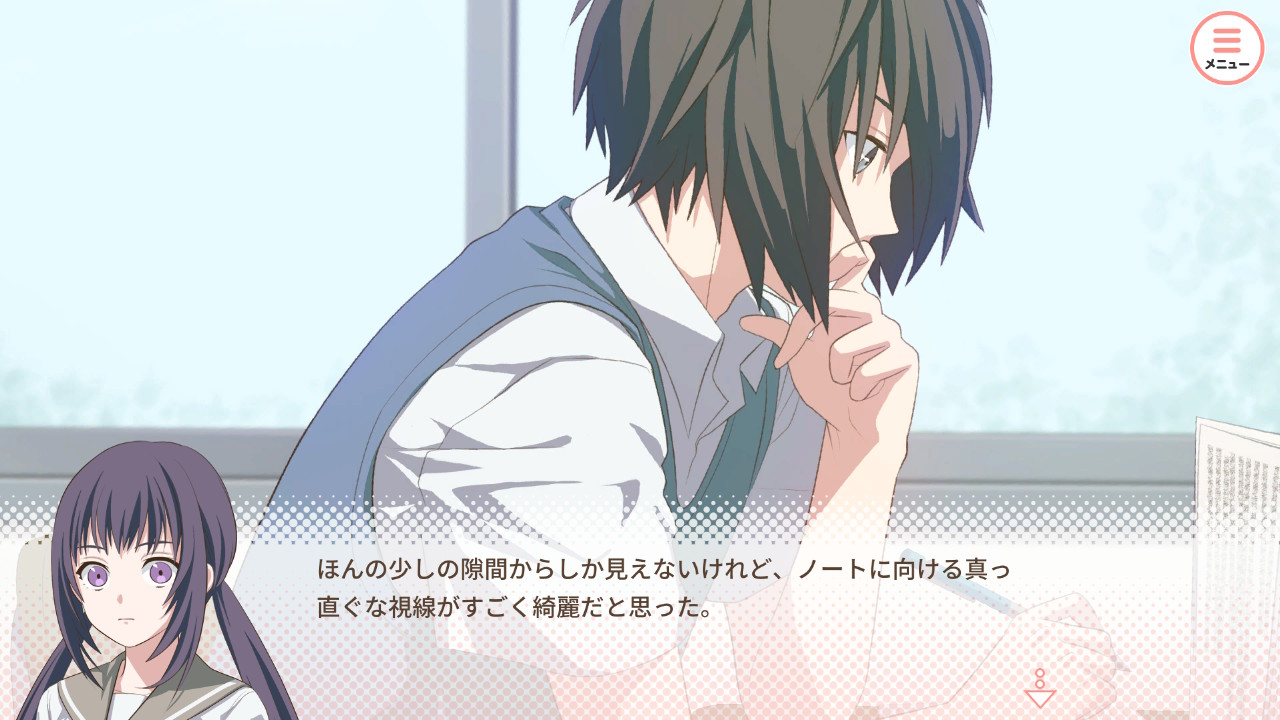 メニュー
ほんの少しの隙間からしか見えないけれど、ノートに向ける真っ
直ぐな視線がすごく綺麗だと思った。